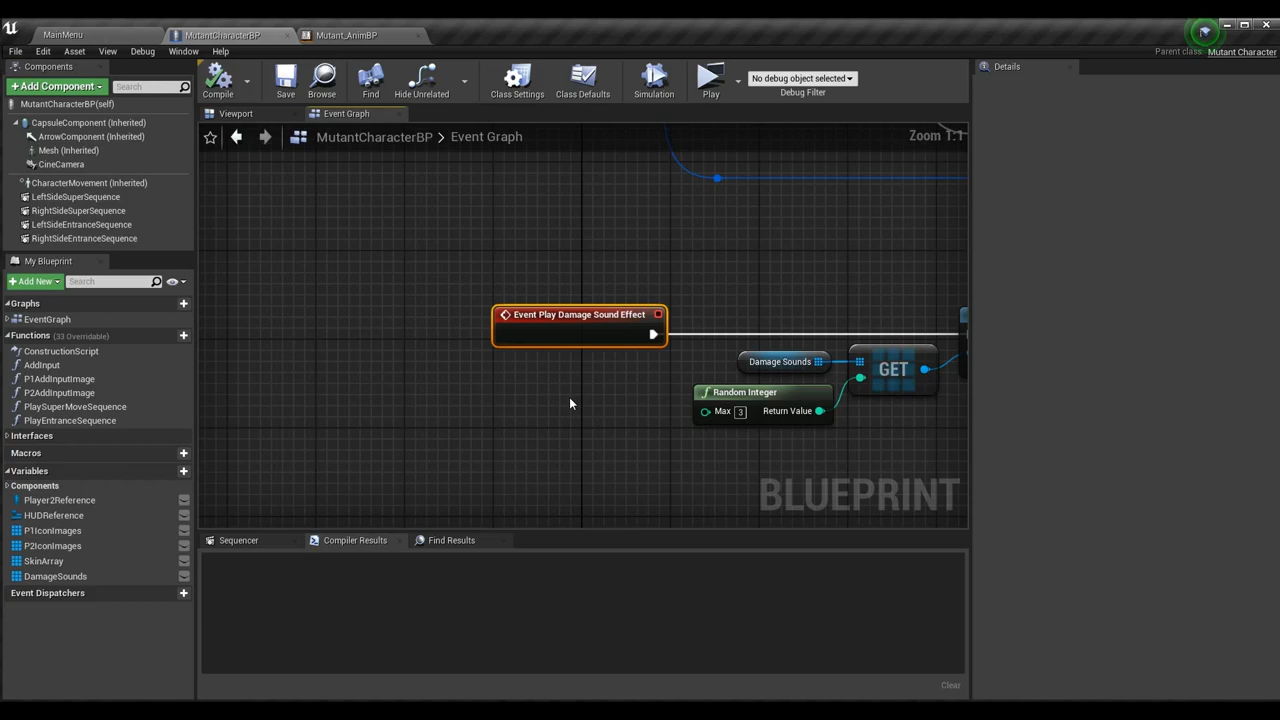 MainMenu
MutantCharacterBP
Mutant_AnimBP
File Edit Asset View Debug Window Help
Parent class: Mutant Character
Components
+ Add Component
Search
MutantCharacterBP(self)
CapsuleComponent (Inherited)
ArrowComponent (Inherited)
Mesh (Inherited)
CineCamera
CharacterMovement (Inherited)
LeftSideSuperSequence
RightSideSuperSequence
LeftSideEntranceSequence
RightSideEntranceSequence
My Blueprint
+ Add New
Search
Graphs
EventGraph
Functions (33 Overridable)
ConstructionScript
AddInput
P1AddInputImage
P2AddInputImage
PlaySuperMoveSequence
PlayEntranceSequence
Interfaces
Macros
Variables
Components
Player2Reference
HUDReference
P1IconImages
P2IconImages
SkinArray
DamageSounds
Event Dispatchers
Compile
Save
Browse
Find
Hide Unrelated
Class Settings
Class Defaults
Simulation
Play
No debug object selected
Debug Filter
Viewport
Event Graph
MutantCharacterBP > Event Graph
Zoom 1:1
Event Play Damage Sound Effect
Damage Sounds
GET
Random Integer
Max 3
Return Value
BLUEPRINT
Sequencer
Compiler Results
Find Results
Clear
Details